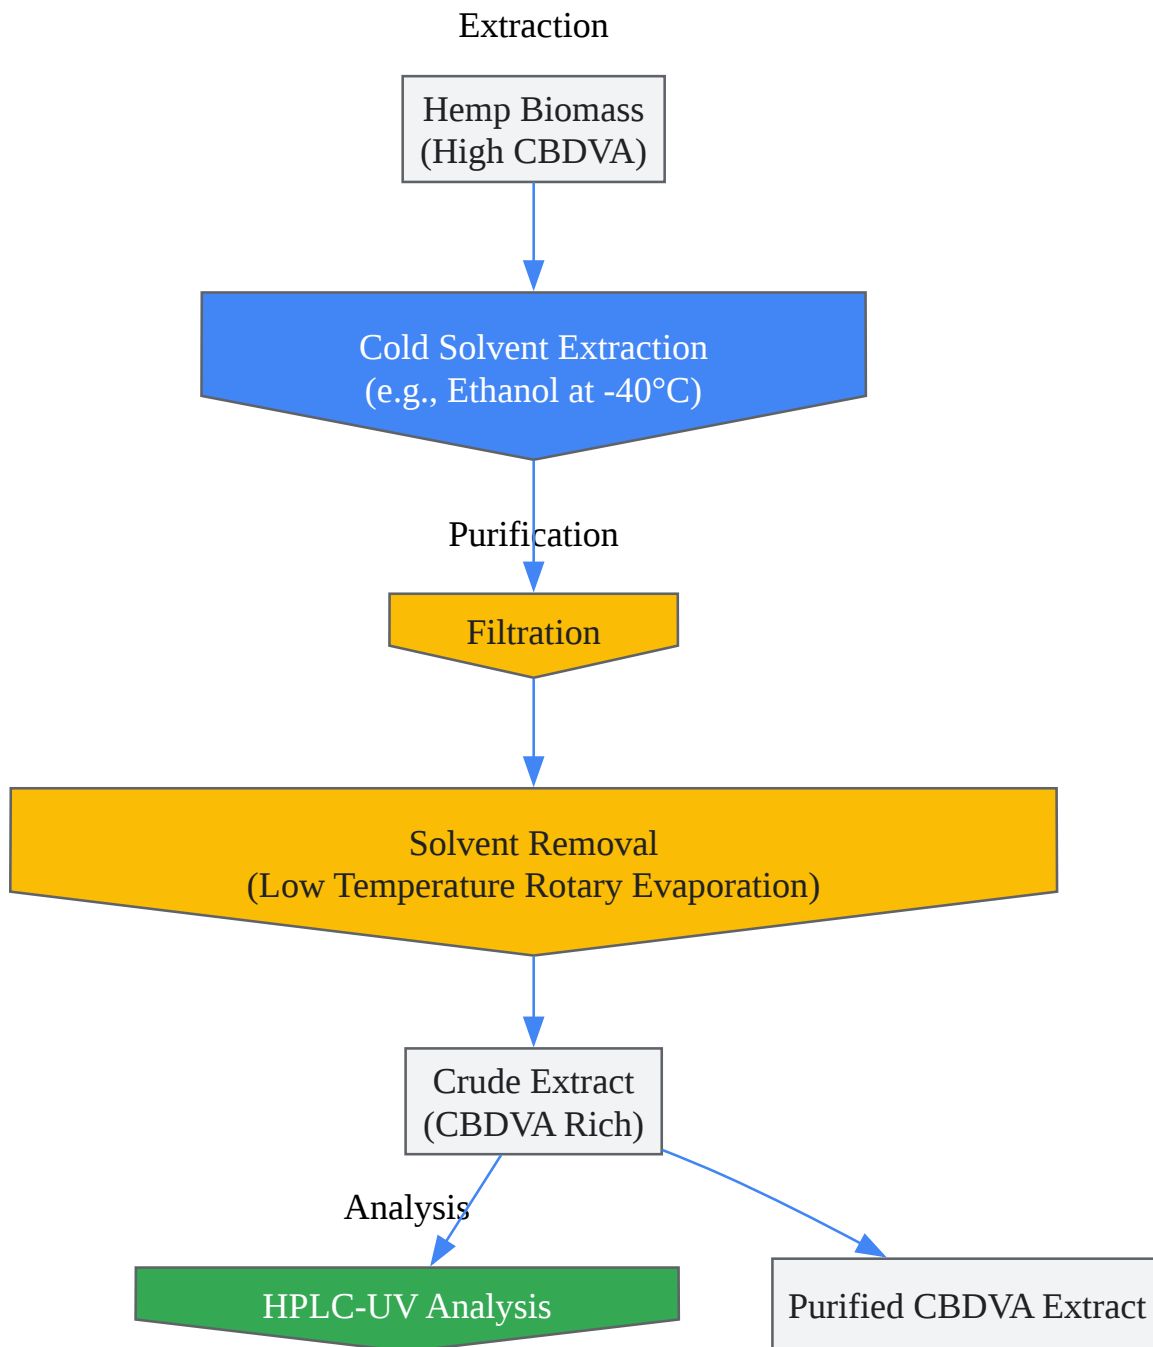 Extraction
Hemp Biomass
(High CBDVA)
Cold Solvent Extraction
(e.g., Ethanol at -40°C)
Purification
Filtration
Solvent Removal
(Low Temperature Rotary Evaporation)
Crude Extract
(CBDVA Rich)
Analysis
HPLC-UV Analysis
Purified CBDVA Extract